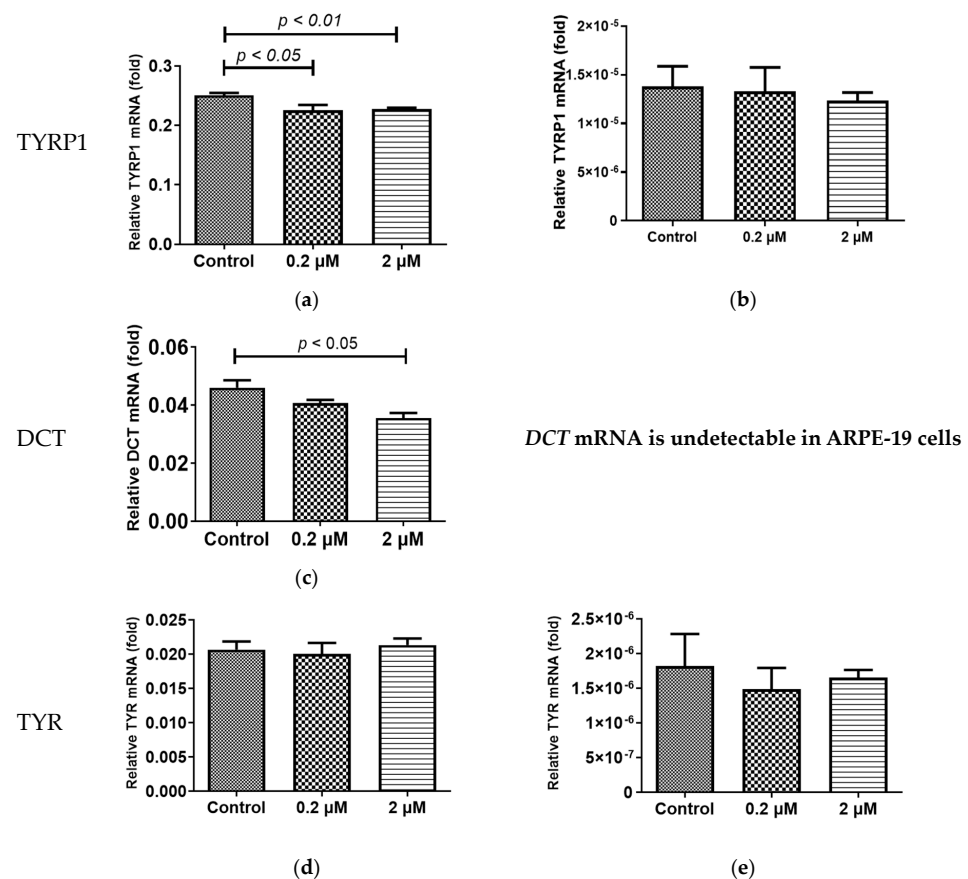 p < 0.01
p < 0.05
TYRP1
Relative TYRP1 mRNA (fold)
0.3
0.2
0.1
0.0
Control 0.2 µM 2 µM
(a)
Relative TYRP1 mRNA (fold)
2×10⁻⁵
1.5×10⁻⁵
1×10⁻⁵
5×10⁻⁶
0
Control 0.2 µM 2 µM
(b)
DCT
Relative DCT mRNA (fold)
0.06
0.04
0.02
0.00
p < 0.05
Control 0.2 µM 2 µM
(c)
DCT mRNA is undetectable in ARPE-19 cells
TYR
Relative TYR mRNA (fold)
0.025
0.020
0.015
0.010
0.005
0.000
Control 0.2 µM 2 µM
(d)
Relative TYR mRNA (fold)
2.5×10⁻⁶
2×10⁻⁶
1.5×10⁻⁶
1×10⁻⁶
5×10⁻⁷
0
Control 0.2 µM 2 µM
(e)